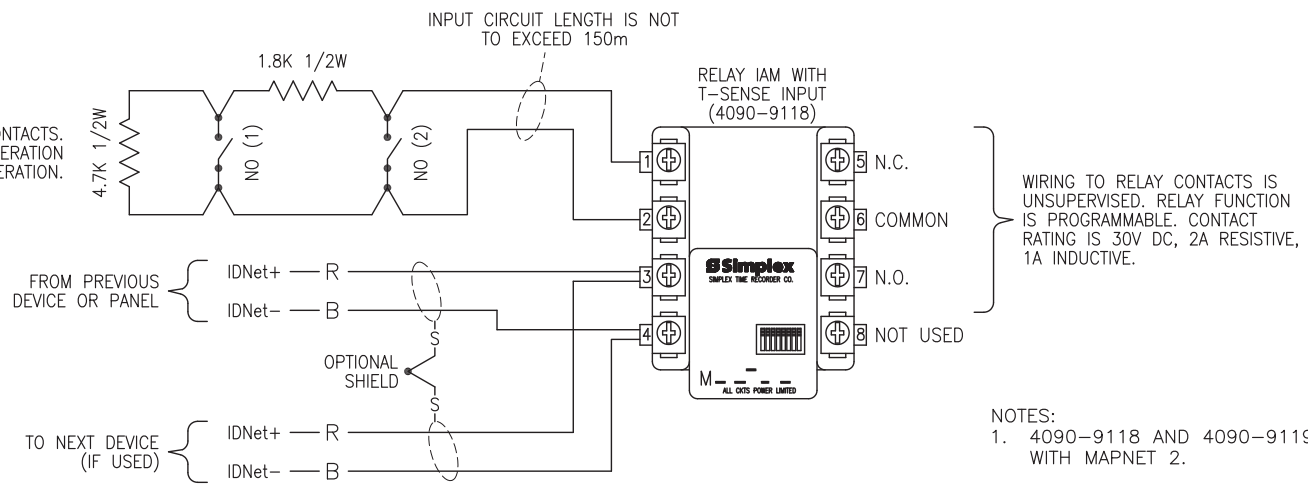 INPUT CIRCUIT LENGTH IS NOT
TO EXCEED 150m
1.8K 1/2W
4.7K 1/2W
NO (1)
NO (2)
ONTACTS.
ERATION
ERATION.
RELAY IAM WITH
T-SENSE INPUT
(4090-9118)
1
2
3
4
5 N.C.
6 COMMON
7 N.O.
8 NOT USED
WIRING TO RELAY CONTACTS IS
UNSUPERVISED. RELAY FUNCTION
IS PROGRAMMABLE. CONTACT
RATING IS 30V DC, 2A RESISTIVE,
1A INDUCTIVE.
Simplex
SIMPLEX TIME RECORDER CO.
M
ALL CKTS POWER LIMITED
FROM PREVIOUS
DEVICE OR PANEL
IDNet+ R
IDNet- B
S
OPTIONAL
SHIELD
S
TO NEXT DEVICE
(IF USED)
IDNet+ R
IDNet- B
NOTES:
1. 4090-9118 AND 4090-9119
WITH MAPNET 2.